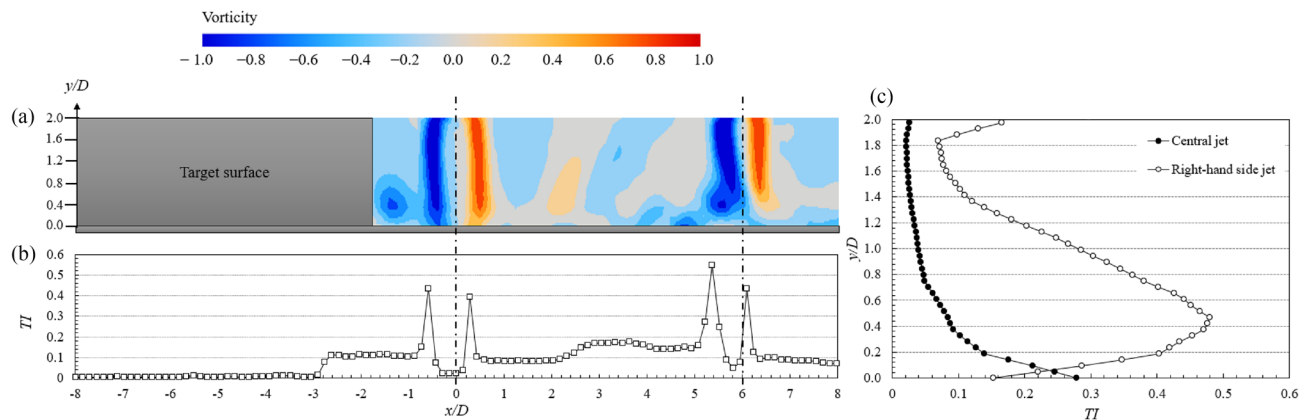 Vorticity
−1.0 −0.8 −0.6 −0.4 −0.2 0.0 0.2 0.4 0.6 0.8 1.0
(a)
y/D
2.0
1.6
1.2
0.8
0.4
0.0
Target surface
(b)
TI
0.6
0.5
0.4
0.3
0.2
0.1
0
-8 -7 -6 -5 -4 -3 -2 -1 0 1 2 3 4 5 6 7 8
x/D
(c)
y/D
2.0
1.8
1.6
1.4
1.2
1.0
0.8
0.6
0.4
0.2
0.0
Central jet
Right-hand side jet
0 0.1 0.2 0.3 0.4 0.5 0.6
TI